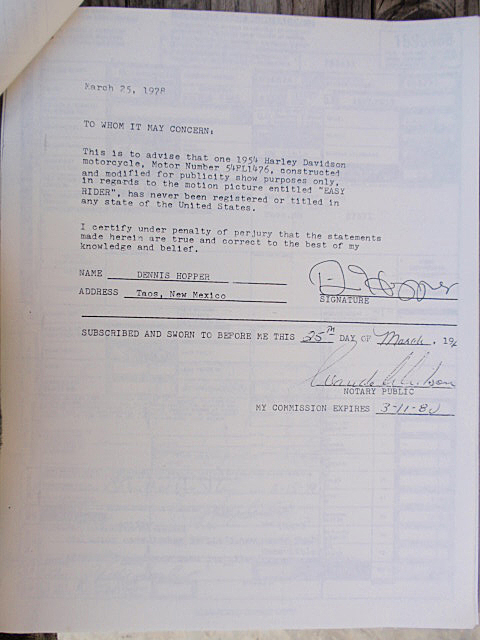 March 25, 1978
TO WHOM IT MAY CONCERN:
This is to advise that one 1954 Harley Davidson
motorcycle, Motor Number 54FL1476, constructed
and modified for publicity show purposes only,
in regards to the motion picture entitled "EASY
RIDER", has never been registered or titled in
any state of the United States.
I certify under penalty of perjury that the statements
made herein are true and correct to the best of my
knowledge and belief.
NAME DENNIS HOPPER
ADDRESS Taos, New Mexico
SIGNATURE
SUBSCRIBED AND SWORN TO BEFORE ME THIS 25TH DAY OF March, 19
NOTARY PUBLIC
MY COMMISSION EXPIRES 3-11-80